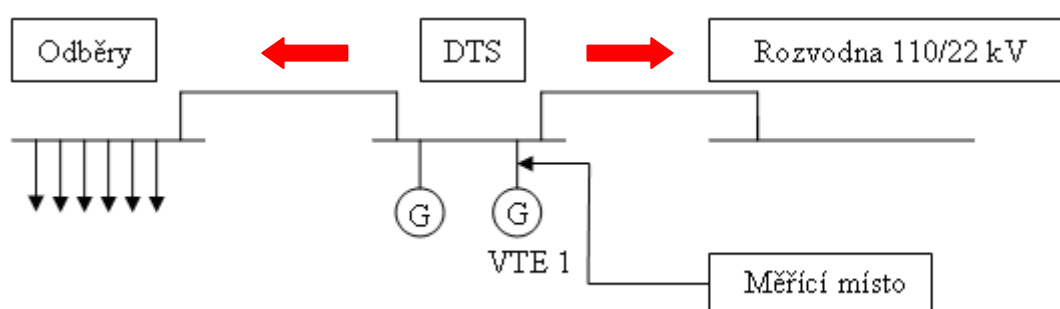 Odběry
DTS
Rozvodna 110/22 kV
G
G
VTE 1
Měřící místo